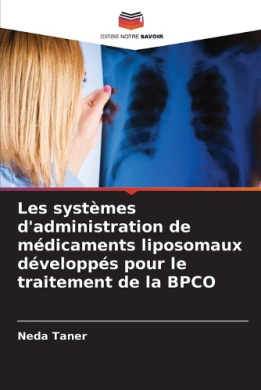 EDITIONS NOTRE SAVOIR
Les systèmes
d'administration de
médicaments liposomaux
développés pour le
traitement de la BPCO
Neda Taner